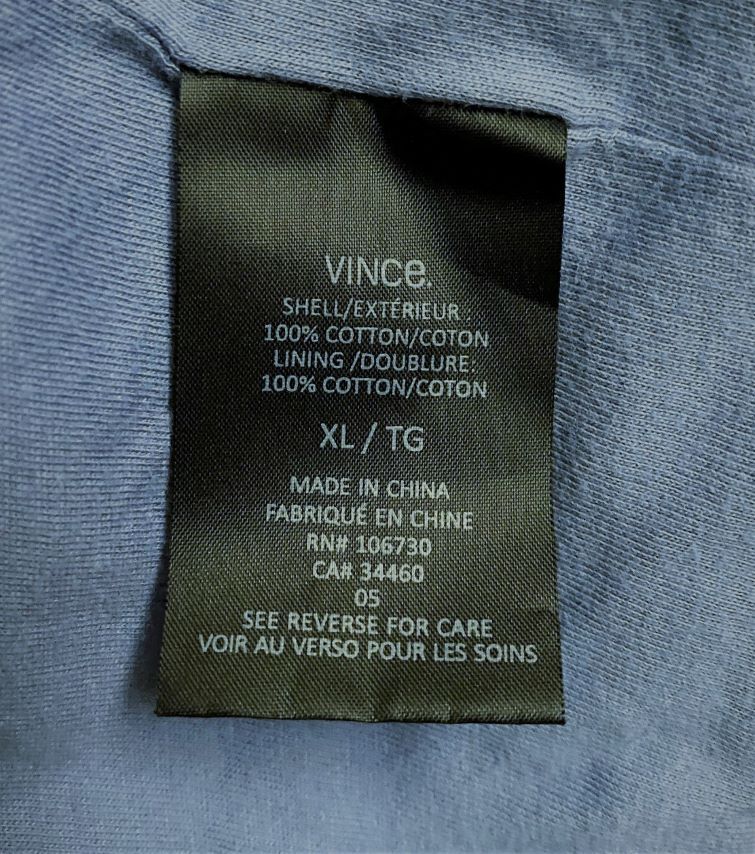 VINCe.
SHELL/EXTÉRIEUR :
100% COTTON/COTON
LINING /DOUBLURE:
100% COTTON/COTON
XL / TG
MADE IN CHINA
FABRIQUÉ EN CHINE
RN# 106730
CA# 34460
05
SEE REVERSE FOR CARE
VOIR AU VERSO POUR LES SOINS